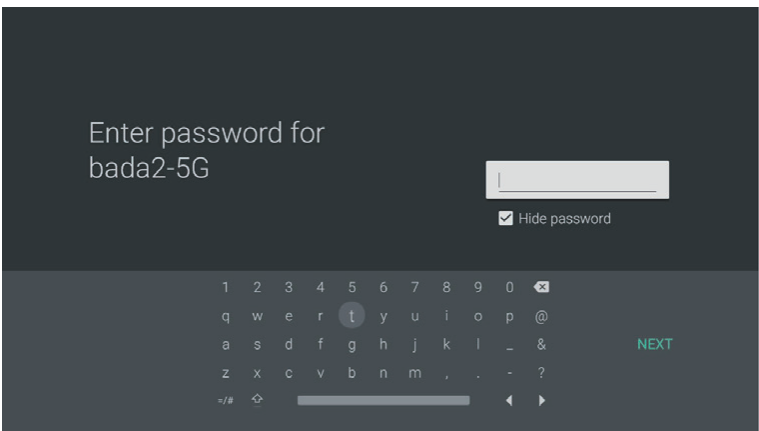 Enter password for
bada2-5G
Hide password
1 2 3 4 5 6 7 8 9 0
q w e r t y u i o p @
a s d f g h j k l _ &
NEXT
z x c v b n m , . - ?
=/#